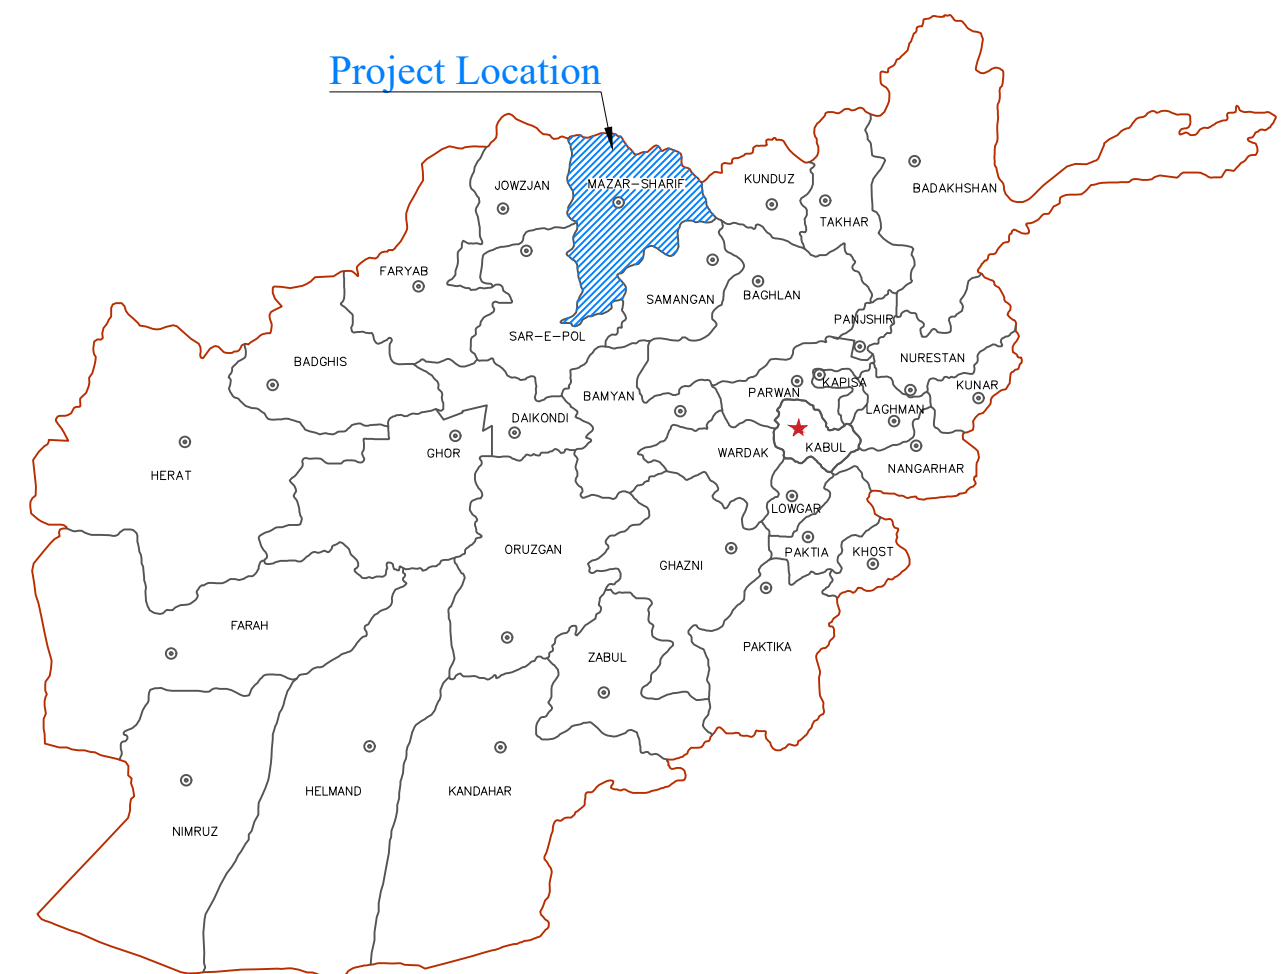 Project Location
JOWZJAN
MAZAR-SHARIF
KUNDUZ
TAKHAR
BADAKHSHAN
FARYAB
SAMANGAN
BAGHLAN
PANJSHIR
SAR-E-POL
BADGHIS
NURESTAN
KUNAR
BAMYAN
PARWAN
KAPISA
LAGHMAN
DAIKONDI
GHOR
WARDAK
KABUL
NANGARHAR
HERAT
LOWGAR
ORUZGAN
GHAZNI
PAKTIA
KHOST
FARAH
ZABUL
PAKTIKA
HELMAND
KANDAHAR
NIMRUZ